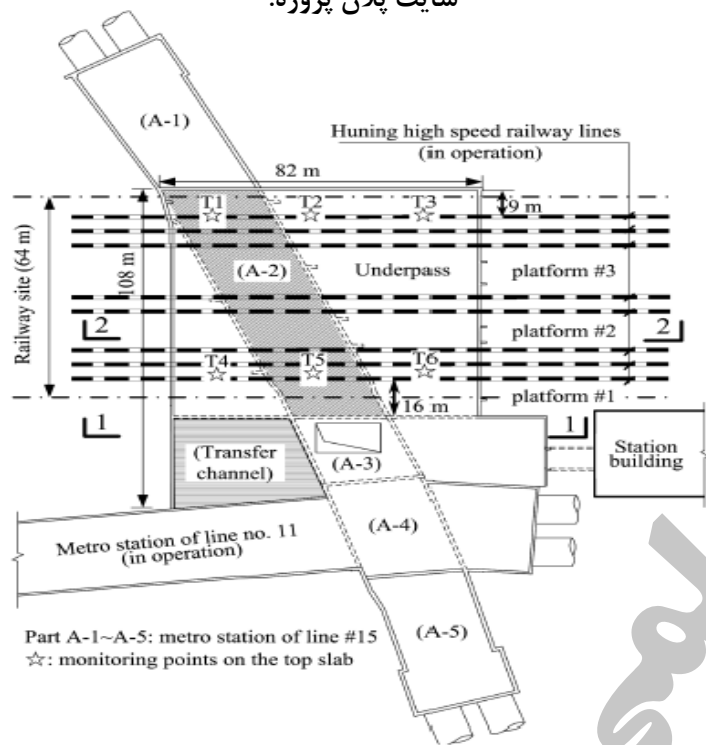 سایت پلان پروژه:
(A-1)
Huning high speed railway lines
(in operation)
82 m
T1
T2
T3
9 m
Railway site (64 m)
108 m
(A-2)
Underpass
platform #3
2
platform #2
2
T4
T5
T6
platform #1
16 m
1
1
(Transfer
channel)
(A-3)
Station
building
(A-4)
Metro station of line no. 11
(in operation)
(A-5)
Part A-1~A-5: metro station of line #15
☆: monitoring points on the top slab